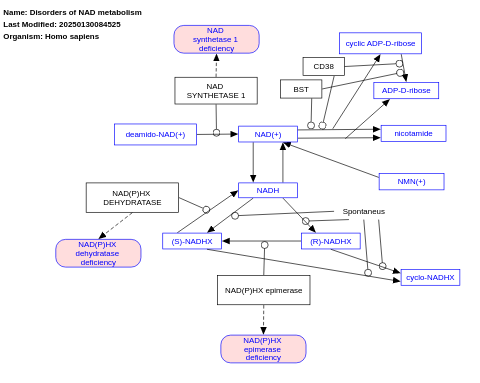 Name: Disorders of NAD metabolism
Last Modified: 20250130084525
Organism: Homo sapiens
NAD
synthetase 1
deficiency
cyclic ADP-D-ribose
CD38
NAD
SYNTHETASE 1
BST
ADP-D-ribose
deamido-NAD(+)
NAD(+)
nicotamide
NMN(+)
NAD(P)HX
DEHYDRATASE
NADH
Spontaneus
NAD(P)HX
dehydratase
deficiency
(S)-NADHX
(R)-NADHX
cyclo-NADHX
NAD(P)HX epimerase
NAD(P)HX
epimerase
deficiency